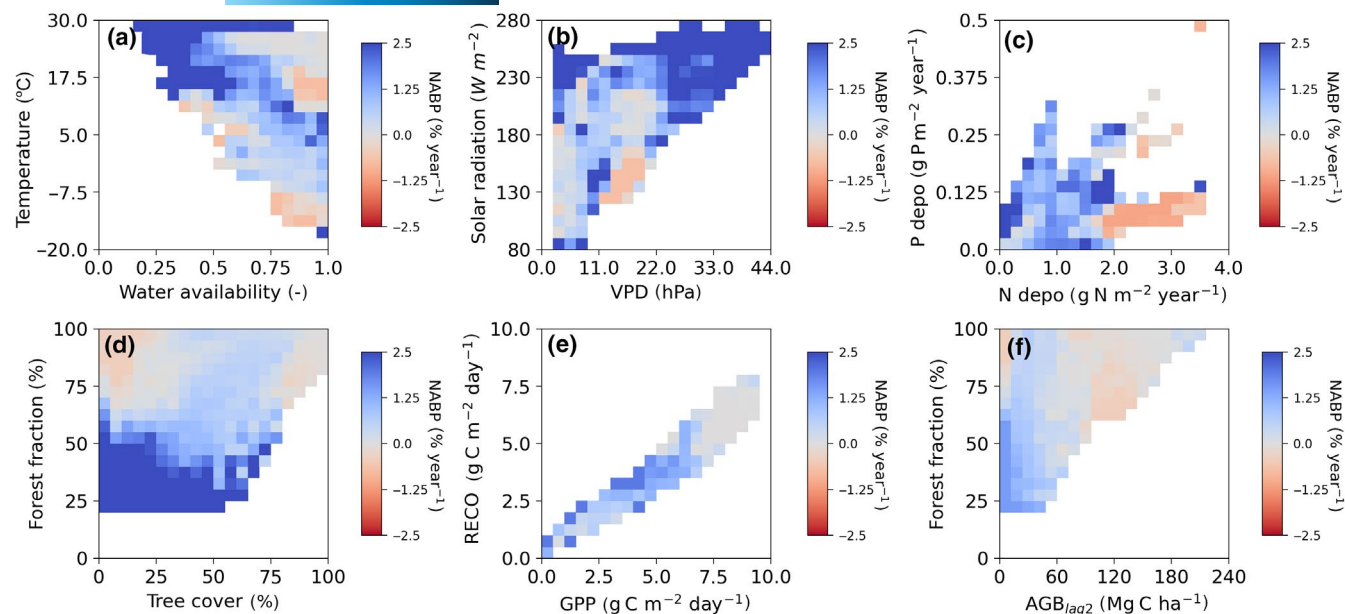 (a)
30.0
17.5
5.0
−7.5
−20.0
Temperature (°C)
0.0 0.25 0.5 0.75 1.0
Water availability (-)
2.5
1.25
0.0
−1.25
−2.5
NABP (% year⁻¹)
(b)
280
230
180
130
80
Solar radiation (W m⁻²)
0.0 11.0 22.0 33.0 44.0
VPD (hPa)
2.5
1.25
0.0
−1.25
−2.5
NABP (% year⁻¹)
(c)
0.5
0.375
0.25
0.125
0.0
P depo (g P m⁻² year⁻¹)
0.0 1.0 2.0 3.0 4.0
N depo (g N m⁻² year⁻¹)
2.5
1.25
0.0
−1.25
−2.5
NABP (% year⁻¹)
(d)
100
75
50
25
0
Forest fraction (%)
0 25 50 75 100
Tree cover (%)
2.5
1.25
0.0
−1.25
−2.5
NABP (% year⁻¹)
(e)
10.0
7.5
5.0
2.5
0.0
RECO (g C m⁻² day⁻¹)
0.0 2.5 5.0 7.5 10.0
GPP (g C m⁻² day⁻¹)
2.5
1.25
0.0
−1.25
−2.5
NABP (% year⁻¹)
(f)
100
75
50
25
0
Forest fraction (%)
0 60 120 180 240
AGB_lag2 (Mg C ha⁻¹)
2.5
1.25
0.0
−1.25
−2.5
NABP (% year⁻¹)